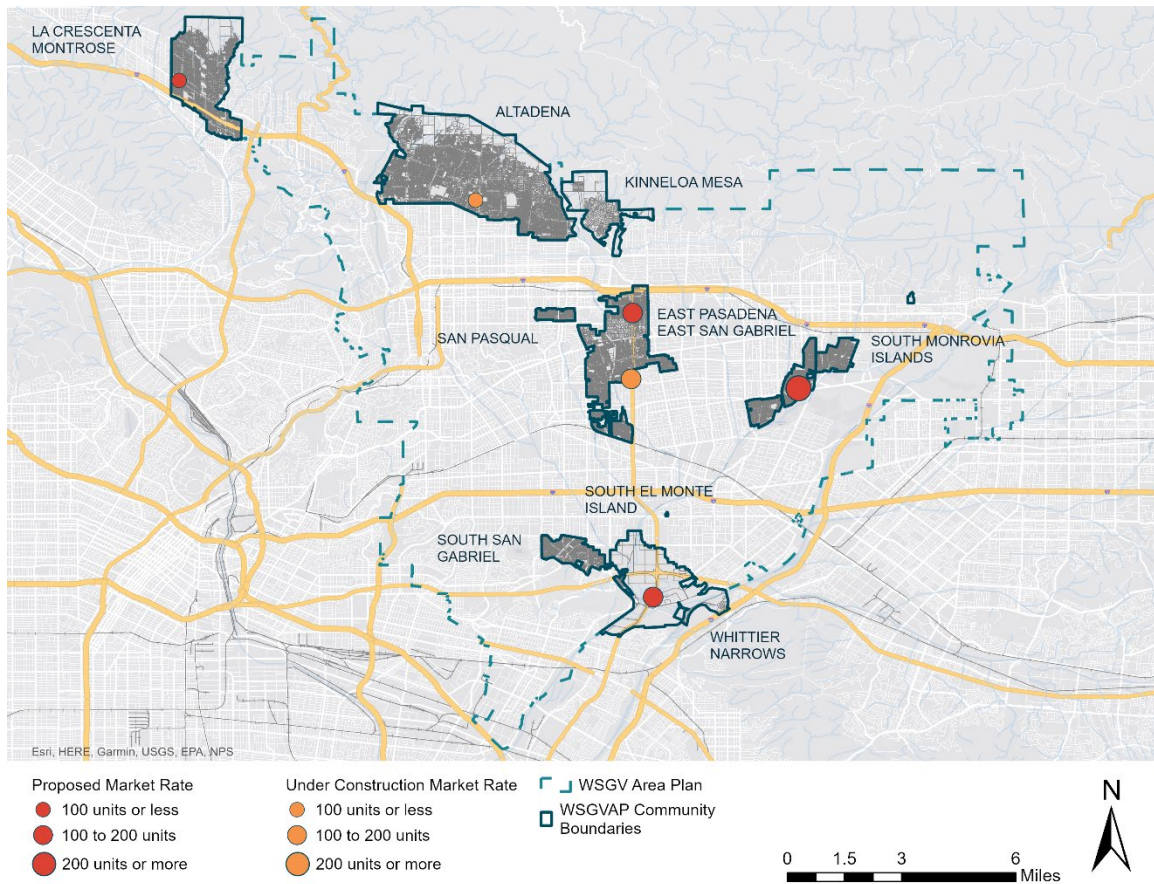 LA CRESCENTA
MONTROSE
ALTADENA
KINNELOA MESA
SAN PASQUAL
EAST PASADENA
EAST SAN GABRIEL
SOUTH MONROVIA
ISLANDS
SOUTH EL MONTE
ISLAND
SOUTH SAN
GABRIEL
WHITTIER
NARROWS
Esri, HERE, Garmin, USGS, EPA, NPS
Proposed Market Rate
100 units or less
100 to 200 units
200 units or more
Under Construction Market Rate
100 units or less
100 to 200 units
200 units or more
WSGV Area Plan
WSGVAP Community
Boundaries
N
0 1.5 3 6
Miles